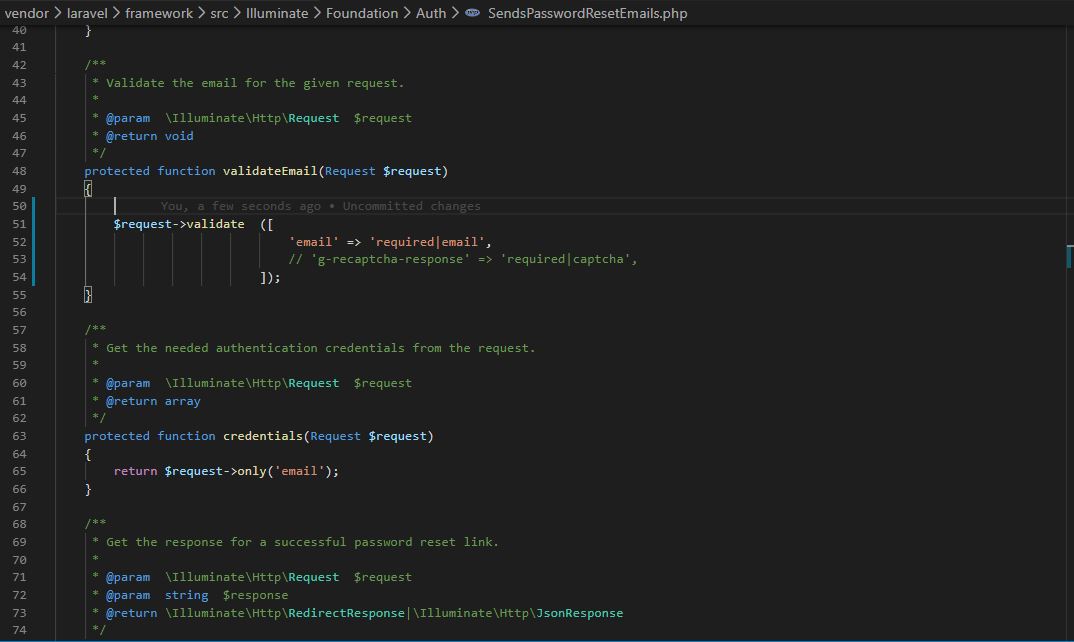 vendor > laravel > framework > src > Illuminate > Foundation > Auth > php SendsPasswordResetEmails.php
40 }
41
42 /**
43 * Validate the email for the given request.
44 *
45 * @param  \Illuminate\Http\Request  $request
46 * @return void
47 */
48 protected function validateEmail(Request $request)
49 {
50 You, a few seconds ago • Uncommitted changes
51 $request->validate  ([
52 'email' => 'required|email',
53 // 'g-recaptcha-response' => 'required|captcha',
54 ]);
55 }
56
57 /**
58 * Get the needed authentication credentials from the request.
59 *
60 * @param  \Illuminate\Http\Request  $request
61 * @return array
62 */
63 protected function credentials(Request $request)
64 {
65 return $request->only('email');
66 }
67
68 /**
69 * Get the response for a successful password reset link.
70 *
71 * @param  \Illuminate\Http\Request  $request
72 * @param  string  $response
73 * @return \Illuminate\Http\RedirectResponse|\Illuminate\Http\JsonResponse
74 */